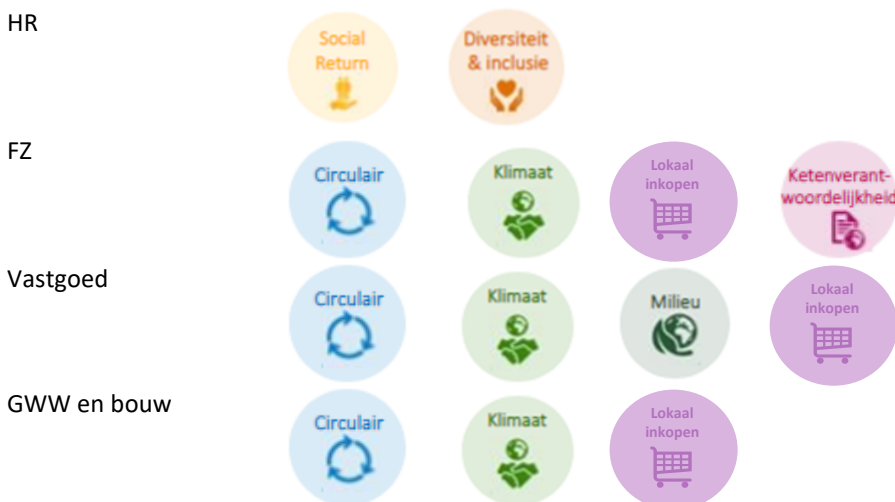 HR
Social
Return
Diversiteit
& inclusie
FZ
Circulair
Klimaat
Lokaal
inkopen
Ketenverant-
woordelijkheid
Vastgoed
Circulair
Klimaat
Milieu
Lokaal
inkopen
GWW en bouw
Circulair
Klimaat
Lokaal
inkopen